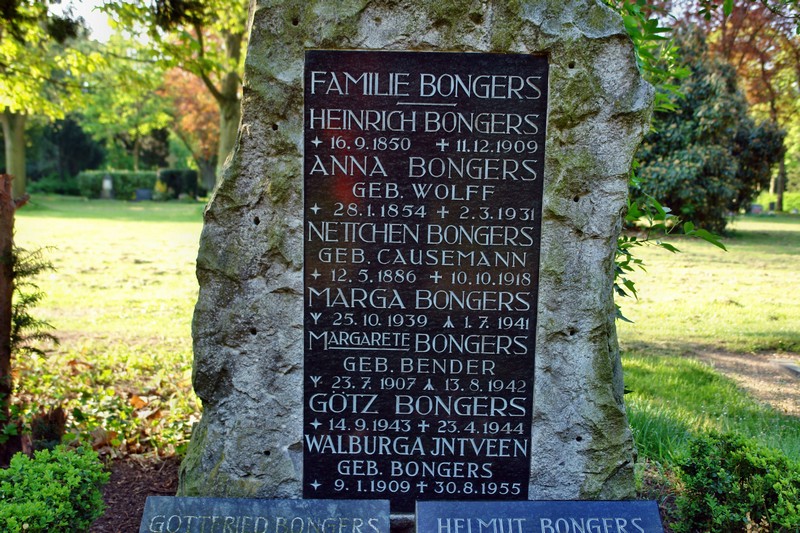 FAMILIE BONGERS
HEINRICH BONGERS
✦ 16.9.1850 ✝ 11.12.1909
ANNA BONGERS
GEB. WOLFF
✦ 28.1.1854 ✝ 2.3.1931
NETTCHEN BONGERS
GEB. CAUSEMANN
✦ 12.5.1886 ✝ 10.10.1918
MARGA BONGERS
ᛉ 25.10.1939 ᛣ 1.7.1941
MARGARETE BONGERS
GEB. BENDER
ᛉ 23.7.1907 ᛣ 13.8.1942
GÖTZ BONGERS
✦ 14.9.1943 ✝ 23.4.1944
WALBURGA JNTVEEN
GEB. BONGERS
✦ 9.1.1909 ✝ 30.8.1955
GOTTFRIED BONGERS
HELMUT BONGERS